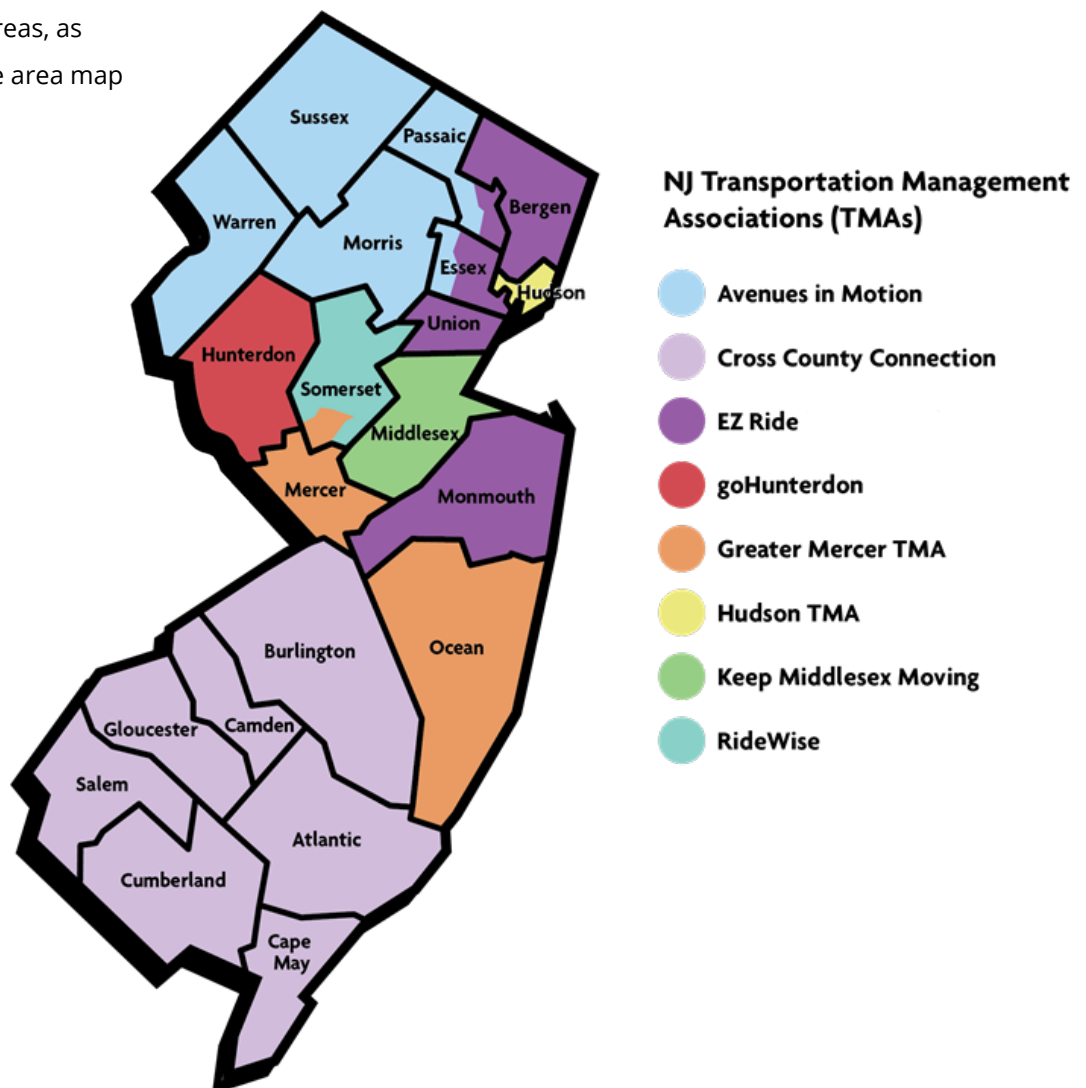 reas, as
e area map
NJ Transportation Management
Associations (TMAs)
Avenues in Motion
Cross County Connection
EZ Ride
goHunterdon
Greater Mercer TMA
Hudson TMA
Keep Middlesex Moving
RideWise
Sussex
Passaic
Bergen
Warren
Morris
Essex
Hudson
Union
Hunterdon
Somerset
Middlesex
Mercer
Monmouth
Burlington
Ocean
Gloucester
Camden
Salem
Atlantic
Cumberland
Cape
May